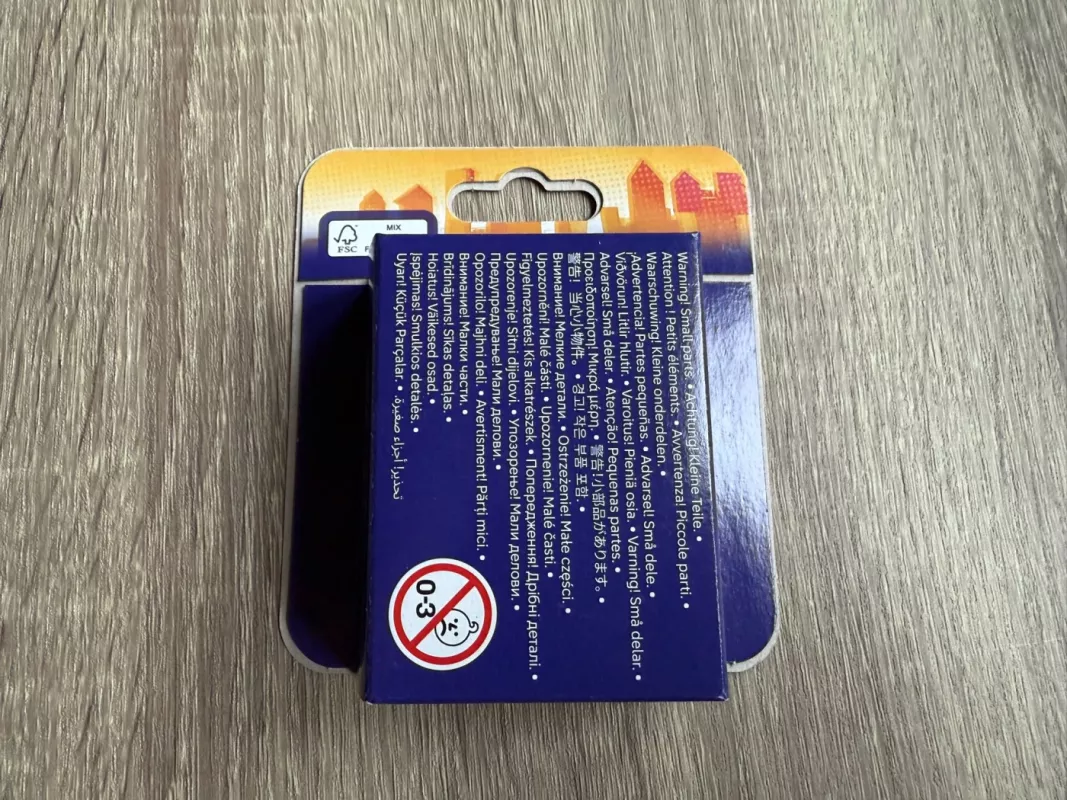 MIX
FSC
Warning! Small parts. • Achtung! Kleine Teile. •
Attention ! Petits éléments. • Avvertenza! Piccole parti. •
Waarschuwing! Kleine onderdelen. •
¡Advertencia! Partes pequeñas. • Advarsel! Små dele. •
Viðvörun! Litlir hlutir. • Varoitus! Pieniä osia. • Varning! Små delar. •
Advarsel! Små deler. • Atenção! Pequenas partes. •
Προειδοποίηση! Μικρά μέρη. • 警告！小部品があります。 •
警告！ 当心小物件。 • 경고! 작은 부품 포함. •
Внимание! Мелкие детали. • Ostrzeżenie! Małe części. •
Upozornění! Malé části. • Upozornenie! Malé časti. •
Figyelmeztetés! Kis alkatrészek. • Попередження! Дрібні деталі. •
Upozorenje! Sitni dijelovi. • Упозорење! Мали делови. •
Предупредување! Мали делови. •
Opozorilo! Majhni deli. • Avertisment! Părți mici. •
Внимание! Малки части. •
Brīdinājums! Sīkas detaļas. •
Hoiatus! Väikesed osad. •
Įspėjimas! Smulkios detalės. •
Uyarı! Küçük Parçalar. • تحذير! أجزاء صغيرة.
0-3